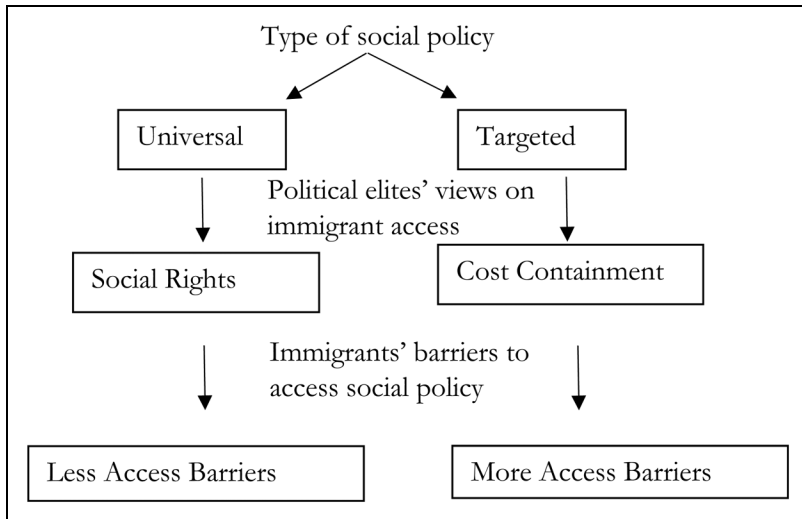 Type of social policy
Universal
Targeted
Political elites’ views on
immigrant access
Social Rights
Cost Containment
Immigrants’ barriers to
access social policy
Less Access Barriers
More Access Barriers